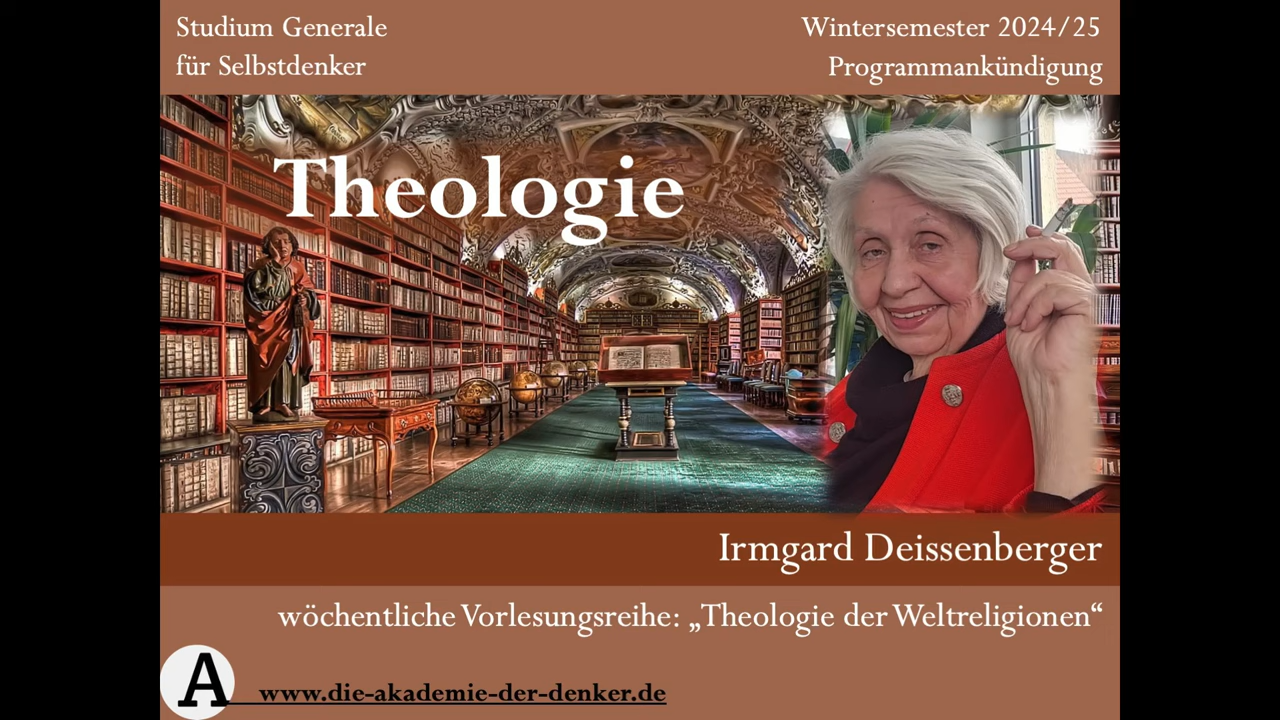 Studium Generale
für Selbstdenker
Wintersemester 2024/25
Programmankündigung
Theologie
Irmgard Deissenberger
wöchentliche Vorlesungsreihe: „Theologie der Weltreligionen“
A
www.die-akademie-der-denker.de